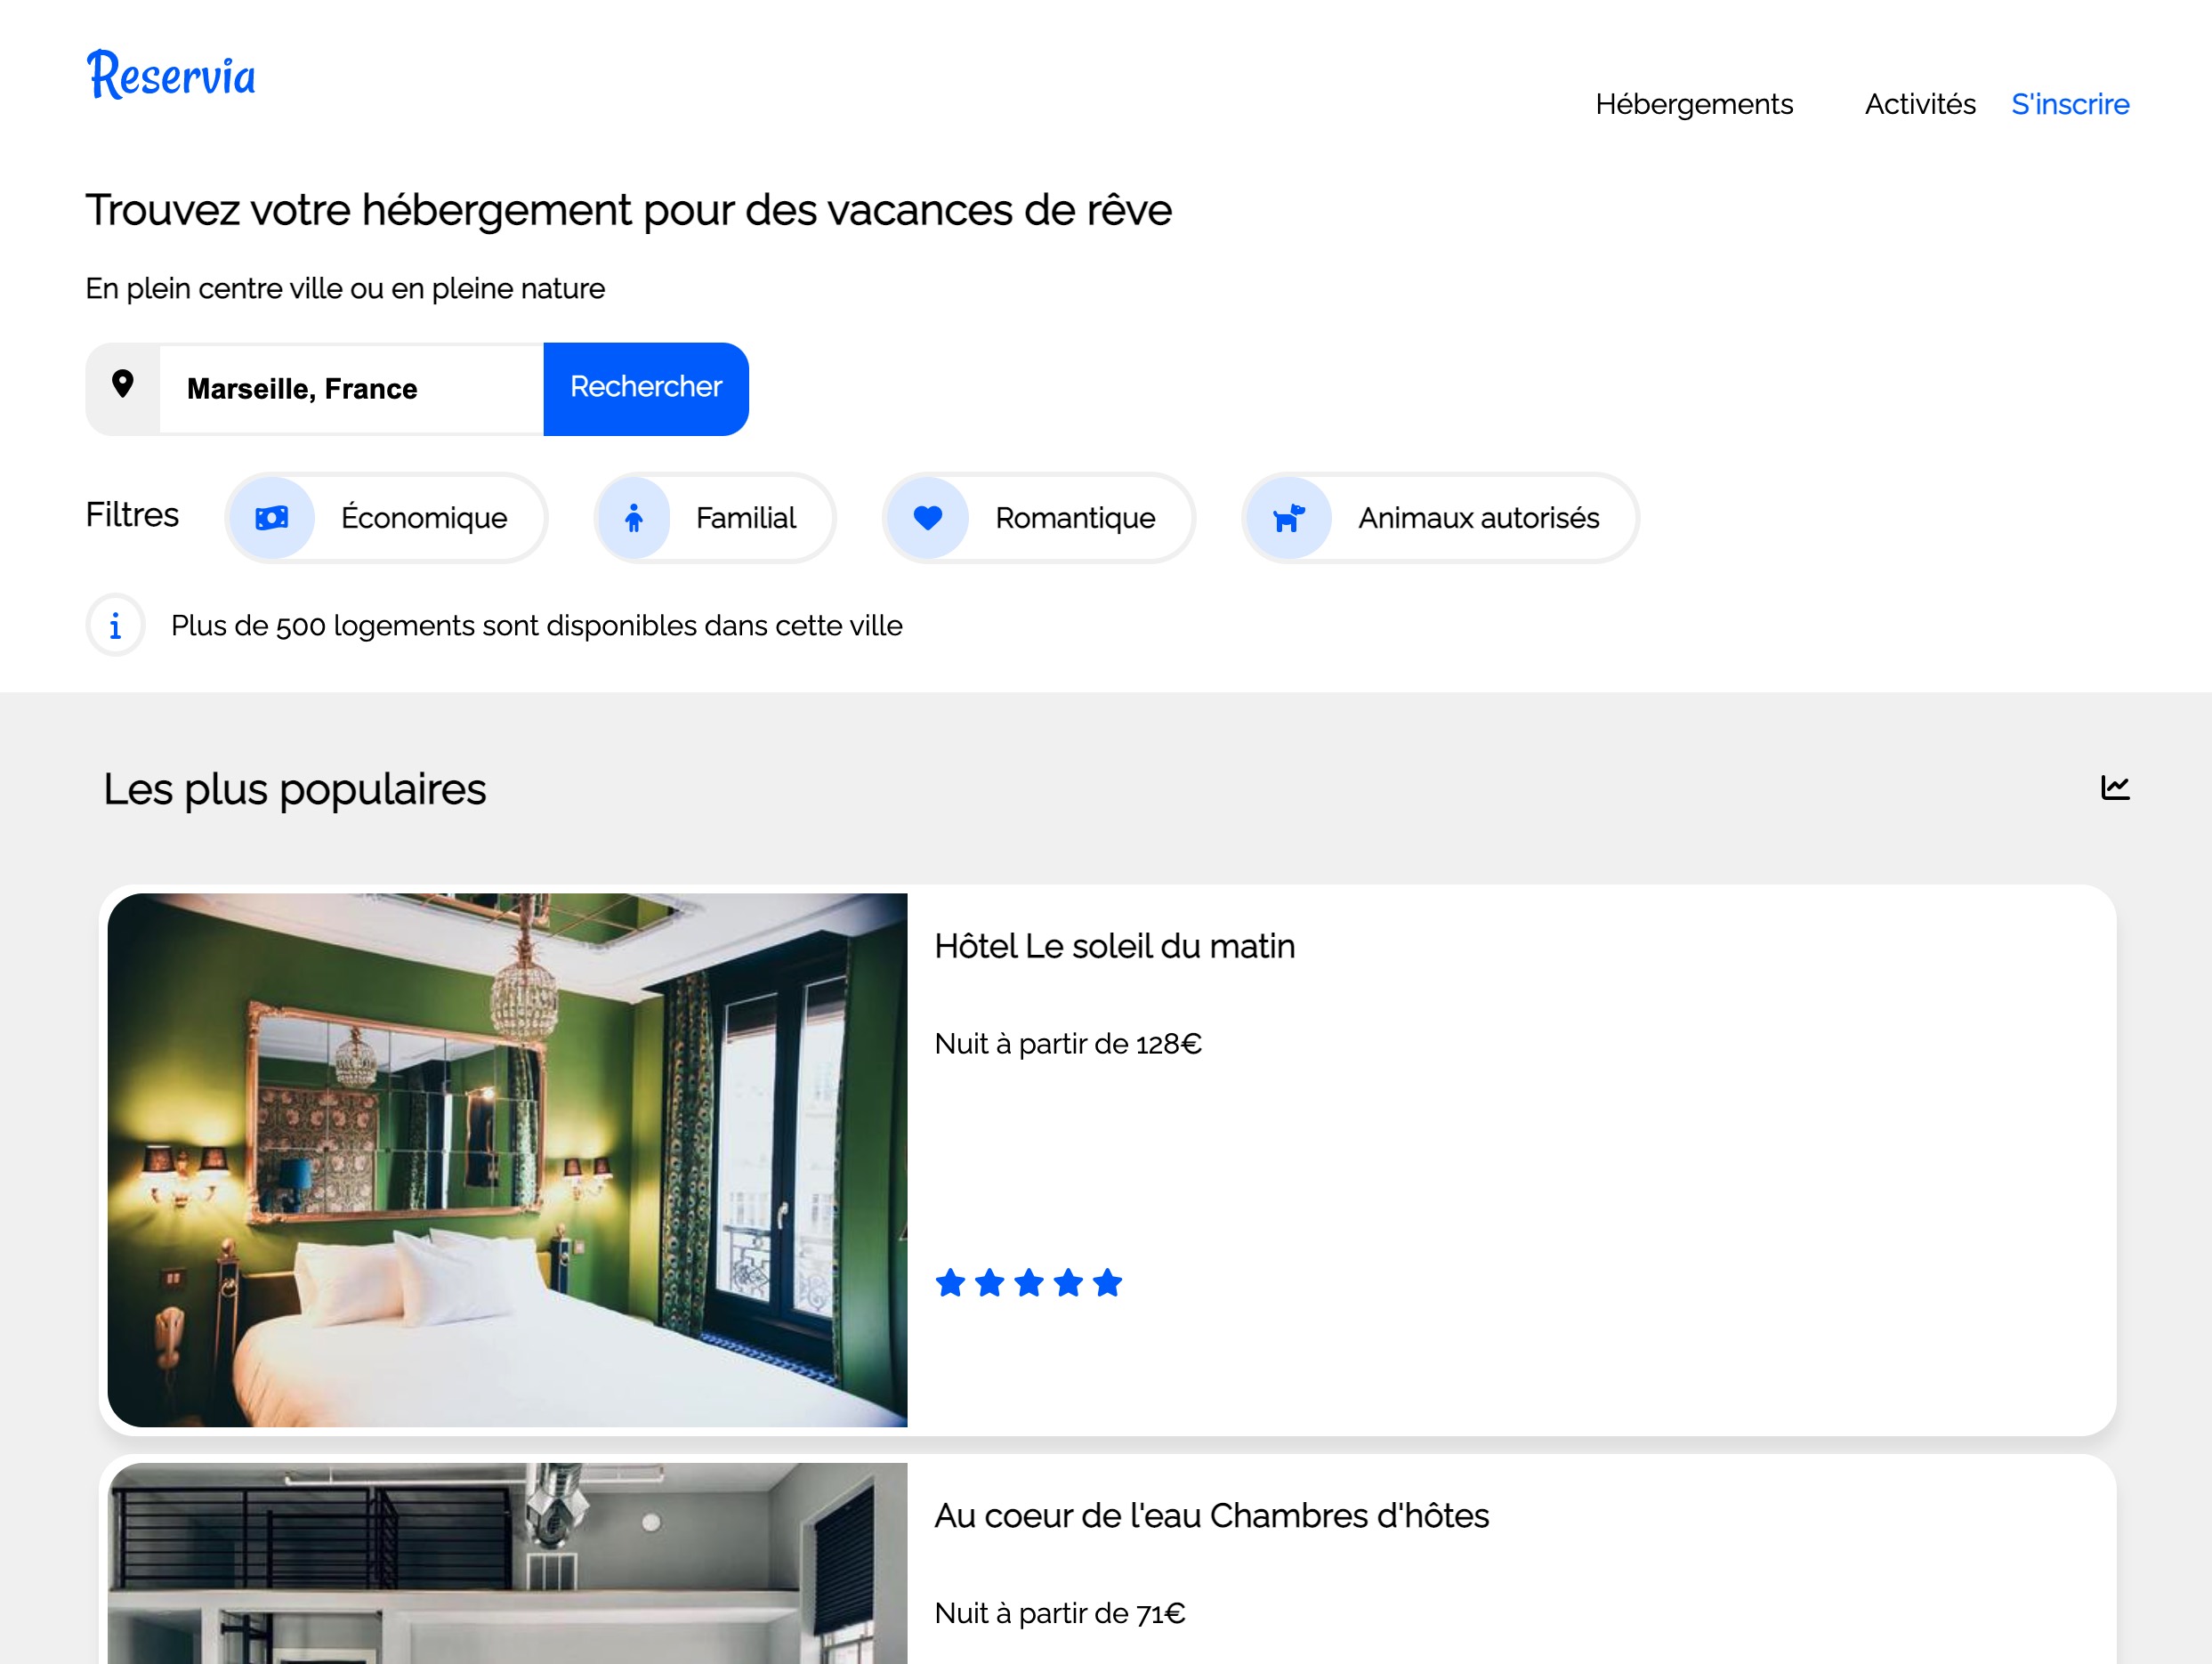 Reservia
Hébergements Activités S'inscrire
Trouvez votre hébergement pour des vacances de rêve
En plein centre ville ou en pleine nature
Marseille, France Rechercher
Filtres Économique Familial Romantique Animaux autorisés
Plus de 500 logements sont disponibles dans cette ville
Les plus populaires
Hôtel Le soleil du matin
Nuit à partir de 128€
Au coeur de l'eau Chambres d'hôtes
Nuit à partir de 71€